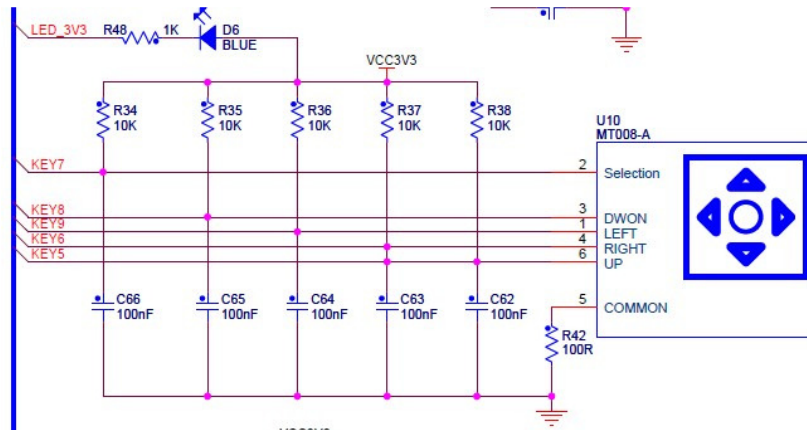 LED_3V3
R48
1K
D6
BLUE
VCC3V3
R34
10K
R35
10K
R36
10K
R37
10K
R38
10K
U10
MT008-A
KEY7
2
Selection
KEY8
3
DWON
KEY9
1
LEFT
KEY6
4
RIGHT
KEY5
6
UP
C66
100nF
C65
100nF
C64
100nF
C63
100nF
C62
100nF
5
COMMON
R42
100R